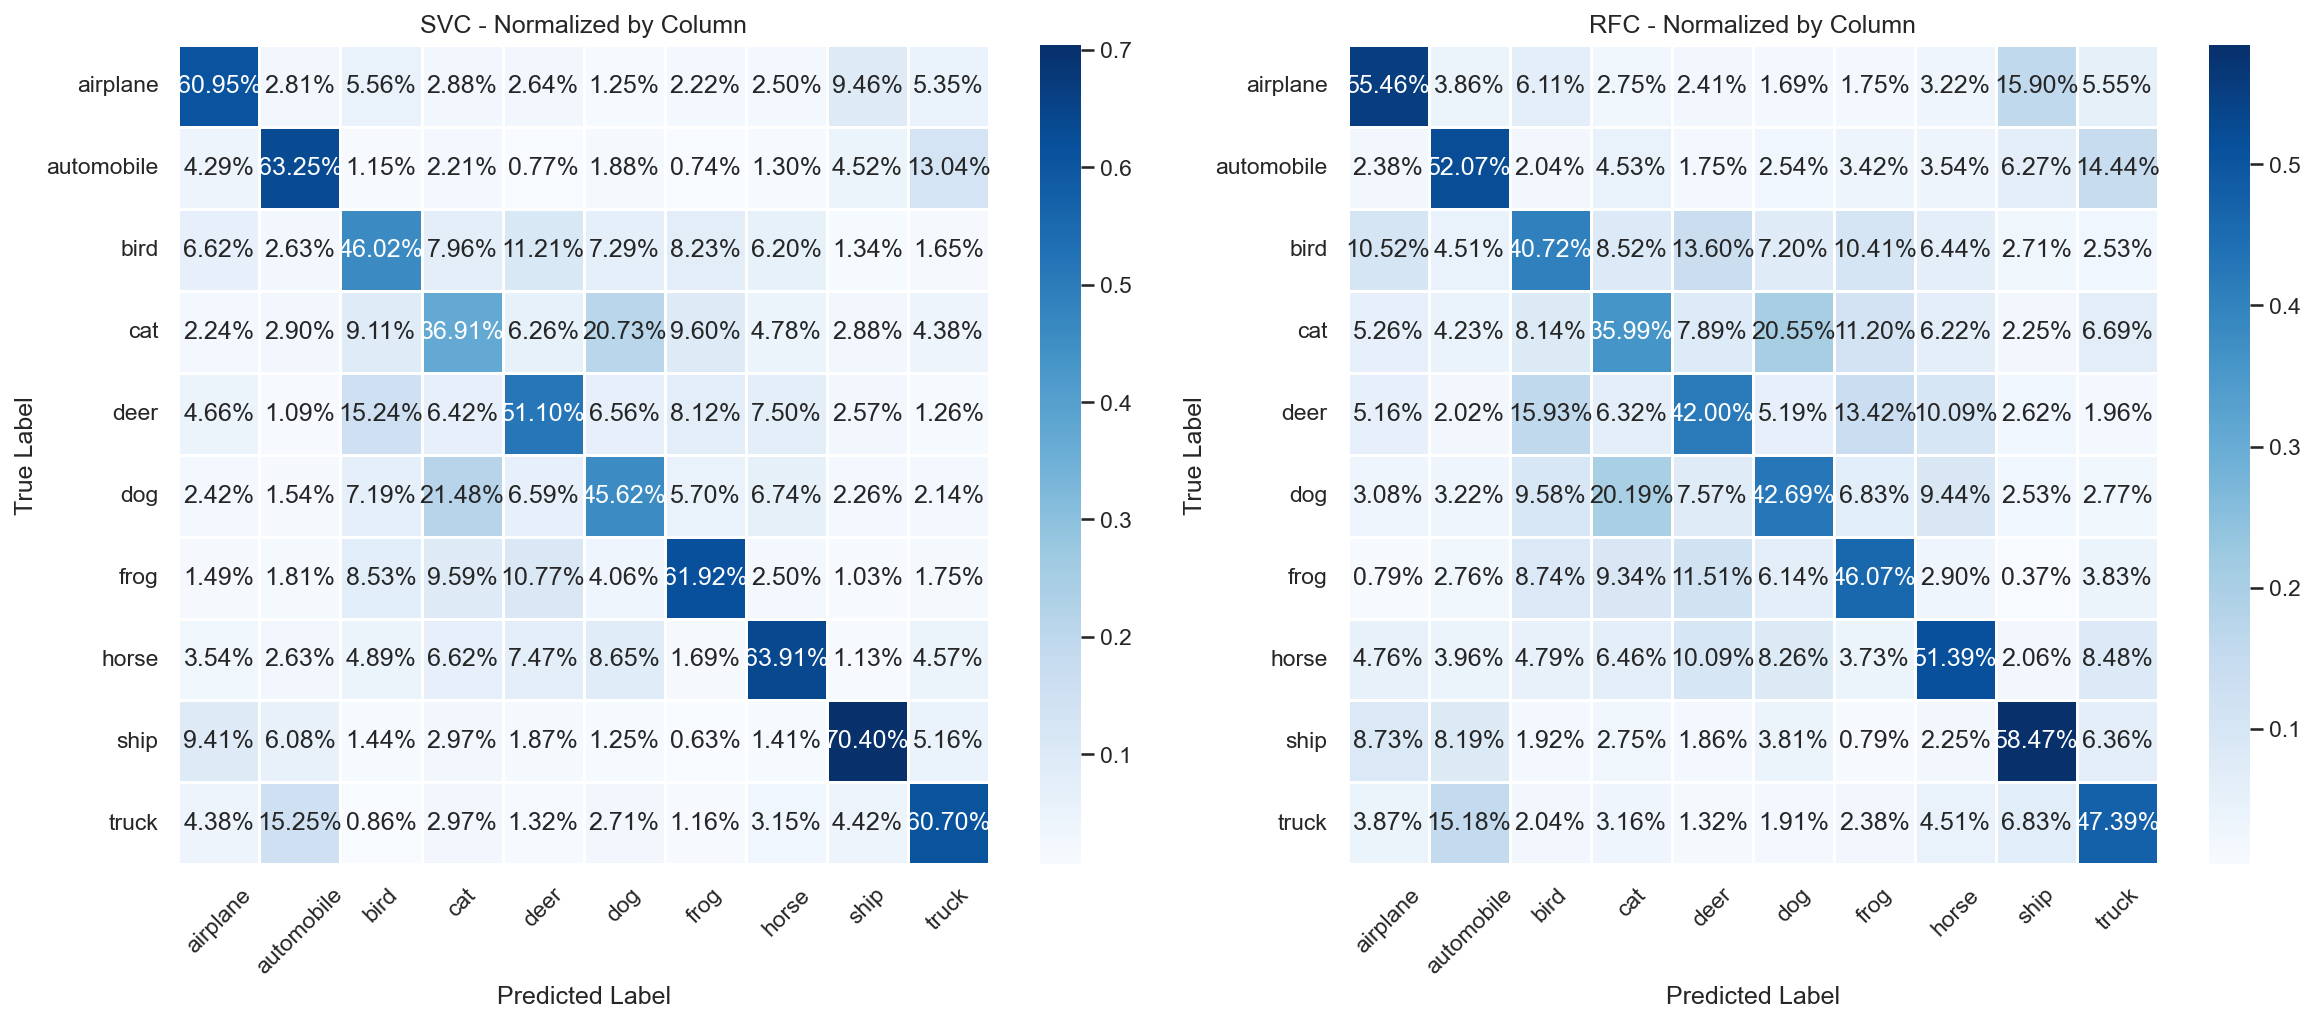 SVC - Normalized by Column
airplane 60.95% 2.81% 5.56% 2.88% 2.64% 1.25% 2.22% 2.50% 9.46% 5.35%
automobile 4.29% 63.25% 1.15% 2.21% 0.77% 1.88% 0.74% 1.30% 4.52% 13.04%
bird 6.62% 2.63% 46.02% 7.96% 11.21% 7.29% 8.23% 6.20% 1.34% 1.65%
cat 2.24% 2.90% 9.11% 36.91% 6.26% 20.73% 9.60% 4.78% 2.88% 4.38%
deer 4.66% 1.09% 15.24% 6.42% 51.10% 6.56% 8.12% 7.50% 2.57% 1.26%
dog 2.42% 1.54% 7.19% 21.48% 6.59% 45.62% 5.70% 6.74% 2.26% 2.14%
frog 1.49% 1.81% 8.53% 9.59% 10.77% 4.06% 61.92% 2.50% 1.03% 1.75%
horse 3.54% 2.63% 4.89% 6.62% 7.47% 8.65% 1.69% 63.91% 1.13% 4.57%
ship 9.41% 6.08% 1.44% 2.97% 1.87% 1.25% 0.63% 1.41% 70.40% 5.16%
truck 4.38% 15.25% 0.86% 2.97% 1.32% 2.71% 1.16% 3.15% 4.42% 60.70%
airplane automobile bird cat deer dog frog horse ship truck
Predicted Label
True Label
0.7
0.6
0.5
0.4
0.3
0.2
0.1
RFC - Normalized by Column
airplane 55.46% 3.86% 6.11% 2.75% 2.41% 1.69% 1.75% 3.22% 15.90% 5.55%
automobile 2.38% 52.07% 2.04% 4.53% 1.75% 2.54% 3.42% 3.54% 6.27% 14.44%
bird 10.52% 4.51% 40.72% 8.52% 13.60% 7.20% 10.41% 6.44% 2.71% 2.53%
cat 5.26% 4.23% 8.14% 35.99% 7.89% 20.55% 11.20% 6.22% 2.25% 6.69%
deer 5.16% 2.02% 15.93% 6.32% 42.00% 5.19% 13.42% 10.09% 2.62% 1.96%
dog 3.08% 3.22% 9.58% 20.19% 7.57% 42.69% 6.83% 9.44% 2.53% 2.77%
frog 0.79% 2.76% 8.74% 9.34% 11.51% 6.14% 46.07% 2.90% 0.37% 3.83%
horse 4.76% 3.96% 4.79% 6.46% 10.09% 8.26% 3.73% 51.39% 2.06% 8.48%
ship 8.73% 8.19% 1.92% 2.75% 1.86% 3.81% 0.79% 2.25% 58.47% 6.36%
truck 3.87% 15.18% 2.04% 3.16% 1.32% 1.91% 2.38% 4.51% 6.83% 47.39%
airplane automobile bird cat deer dog frog horse ship truck
Predicted Label
True Label
0.5
0.4
0.3
0.2
0.1